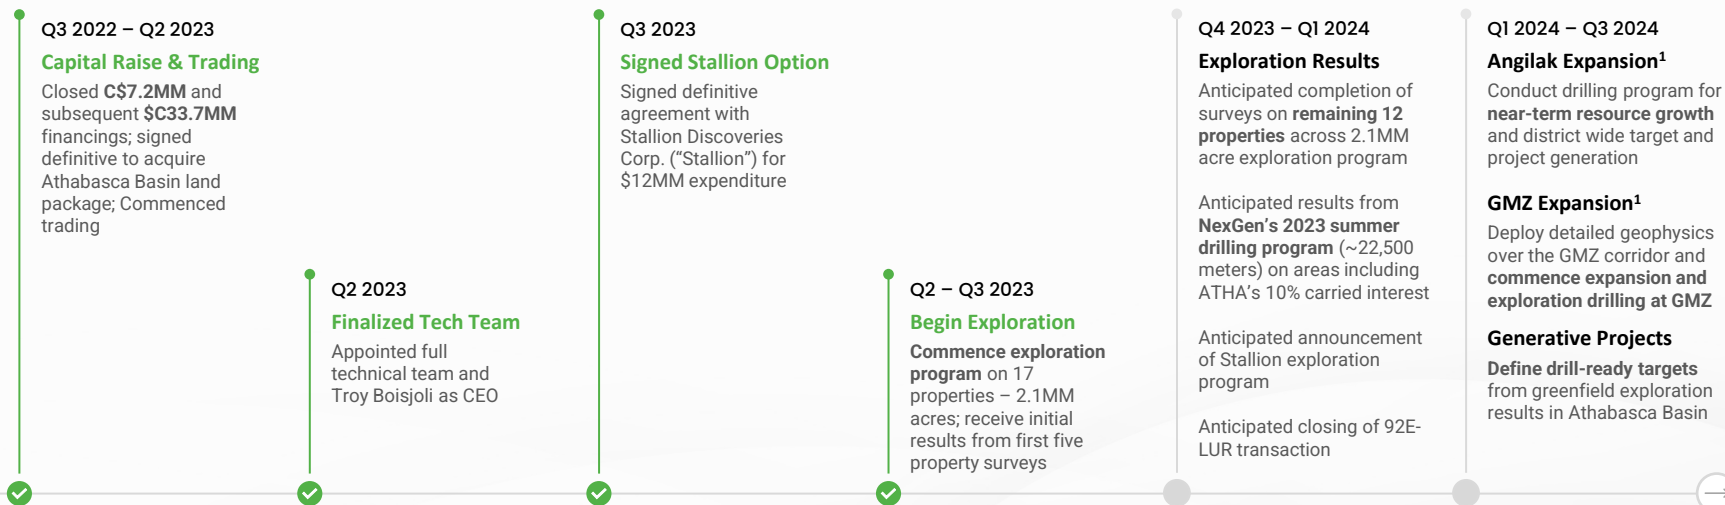 Q3 2022 – Q2 2023
Capital Raise & Trading
Closed C$7.2MM and
subsequent $C33.7MM
financings; signed
definitive to acquire
Athabasca Basin land
package; Commenced
trading
Q2 2023
Finalized Tech Team
Appointed full
technical team and
Troy Boisjoli as CEO
Q3 2023
Signed Stallion Option
Signed definitive
agreement with
Stallion Discoveries
Corp. (“Stallion”) for
$12MM expenditure
Q2 – Q3 2023
Begin Exploration
Commence exploration
program on 17
properties – 2.1MM
acres; receive initial
results from first five
property surveys
Q4 2023 – Q1 2024
Exploration Results
Anticipated completion of
surveys on remaining 12
properties across 2.1MM
acre exploration program
Anticipated results from
NexGen’s 2023 summer
drilling program (~22,500
meters) on areas including
ATHA’s 10% carried interest
Anticipated announcement
of Stallion exploration
program
Anticipated closing of 92E-
LUR transaction
Q1 2024 – Q3 2024
Angilak Expansion¹
Conduct drilling program for
near-term resource growth
and district wide target and
project generation
GMZ Expansion¹
Deploy detailed geophysics
over the GMZ corridor and
commence expansion and
exploration drilling at GMZ
Generative Projects
Define drill-ready targets
from greenfield exploration
results in Athabasca Basin